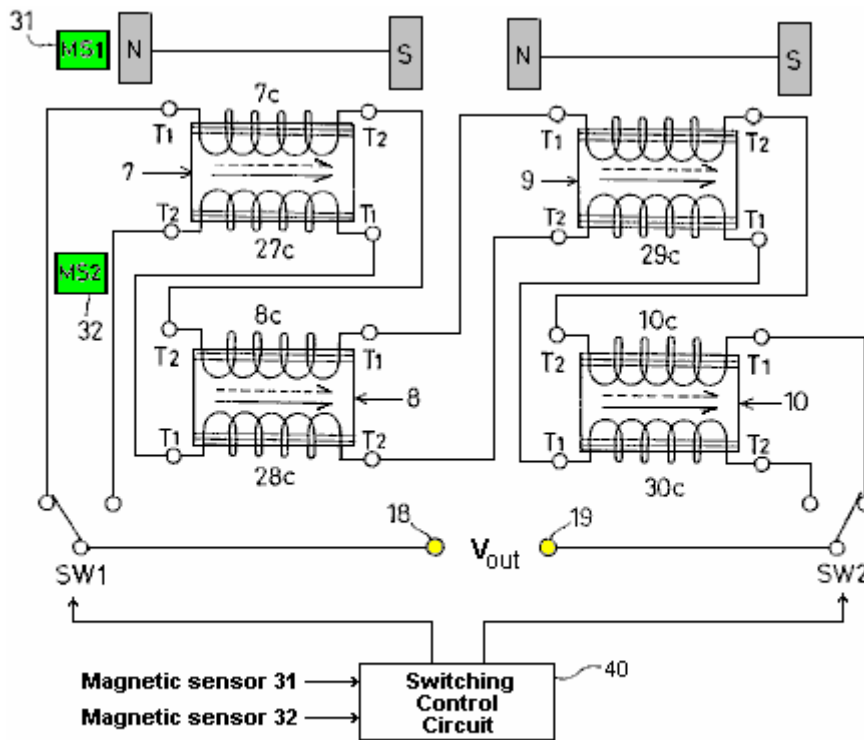 31
MS1
N
S
N
S
7c
T1
T2
T1
T2
7
9
T2
T1
T2
T1
27c
29c
MS2
32
8c
10c
T2
T1
T2
T1
8
10
T1
T2
T1
T2
28c
30c
18
19
Vout
SW1
SW2
40
Magnetic sensor 31
Magnetic sensor 32
Switching
Control
Circuit